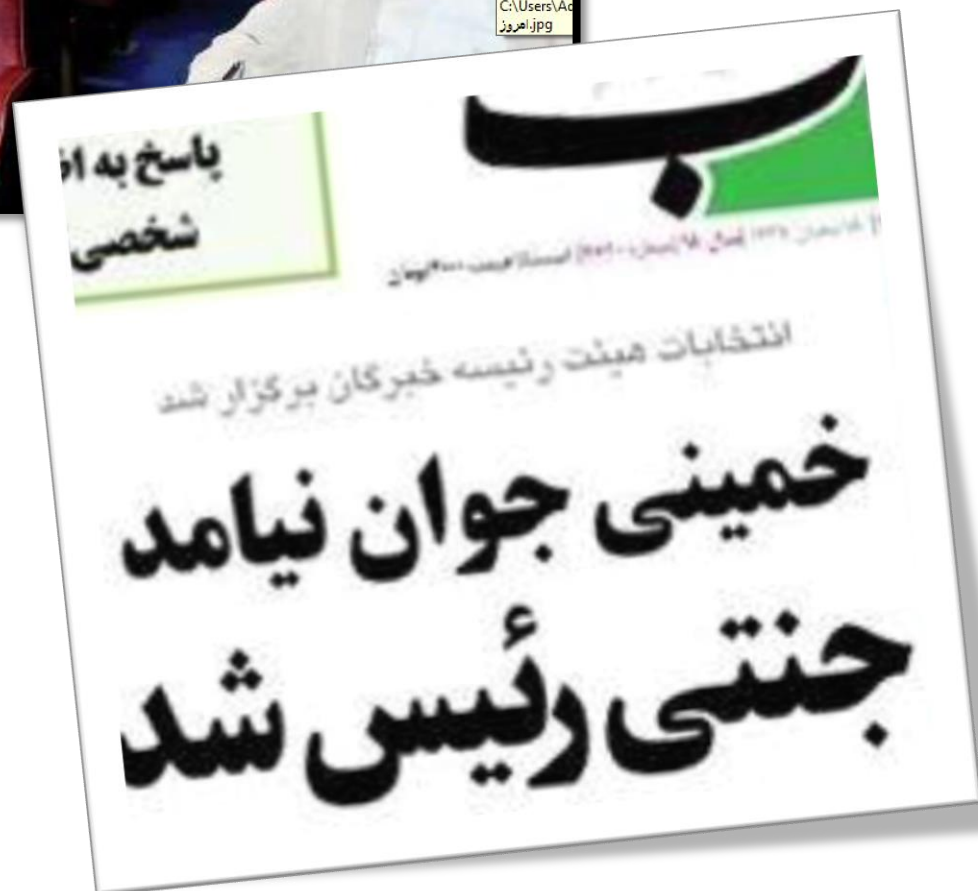 C:\Users\Ac
امروز.jpg
پاسخ به
شخصی
ب
انتخابات هیئت رئیسه خبرگان برگزار شد
خمینی جوان نیامد
جنتی رئیس شد